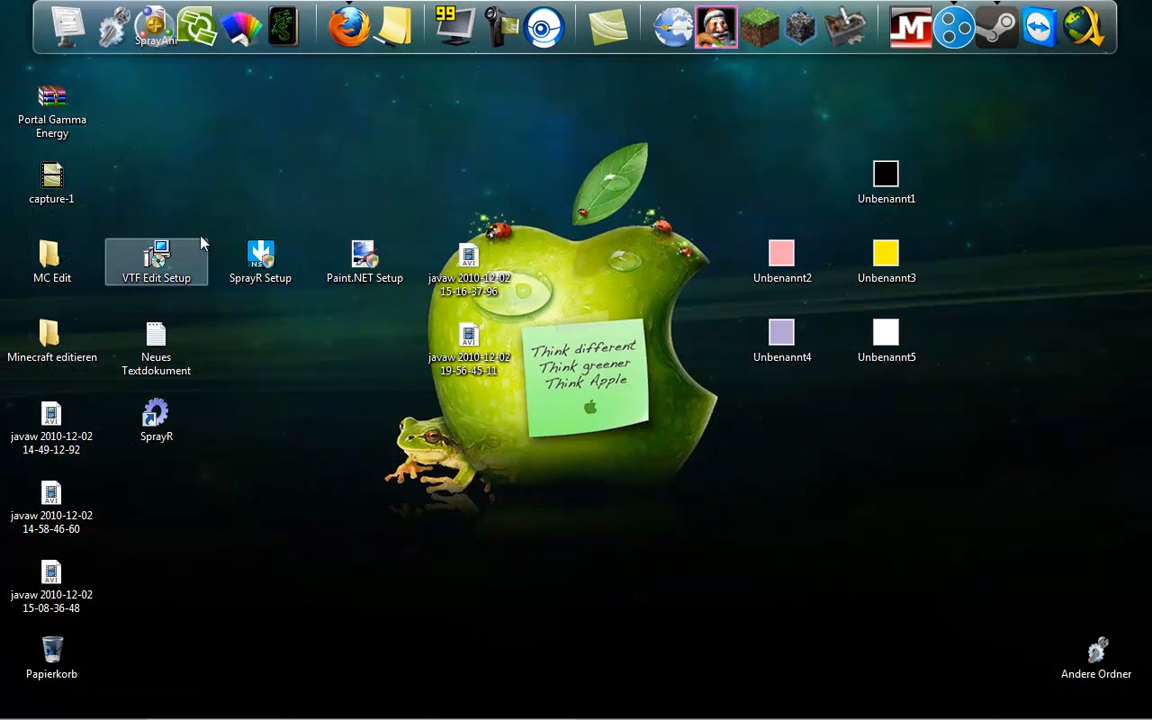 SprayAni
99
Portal Gamma
Energy
capture-1
Unbenannt1
MC Edit
VTF Edit Setup
SprayR Setup
Paint.NET Setup
javaw 2010-12-02
15-16-37-96
Unbenannt2
Unbenannt3
Minecraft editieren
Neues
Textdokument
javaw 2010-12-02
19-56-45-11
Think different
Think greener
Think Apple
Unbenannt4
Unbenannt5
javaw 2010-12-02
14-49-12-92
SprayR
javaw 2010-12-02
14-58-46-60
javaw 2010-12-02
15-08-36-48
Papierkorb
Andere Ordner